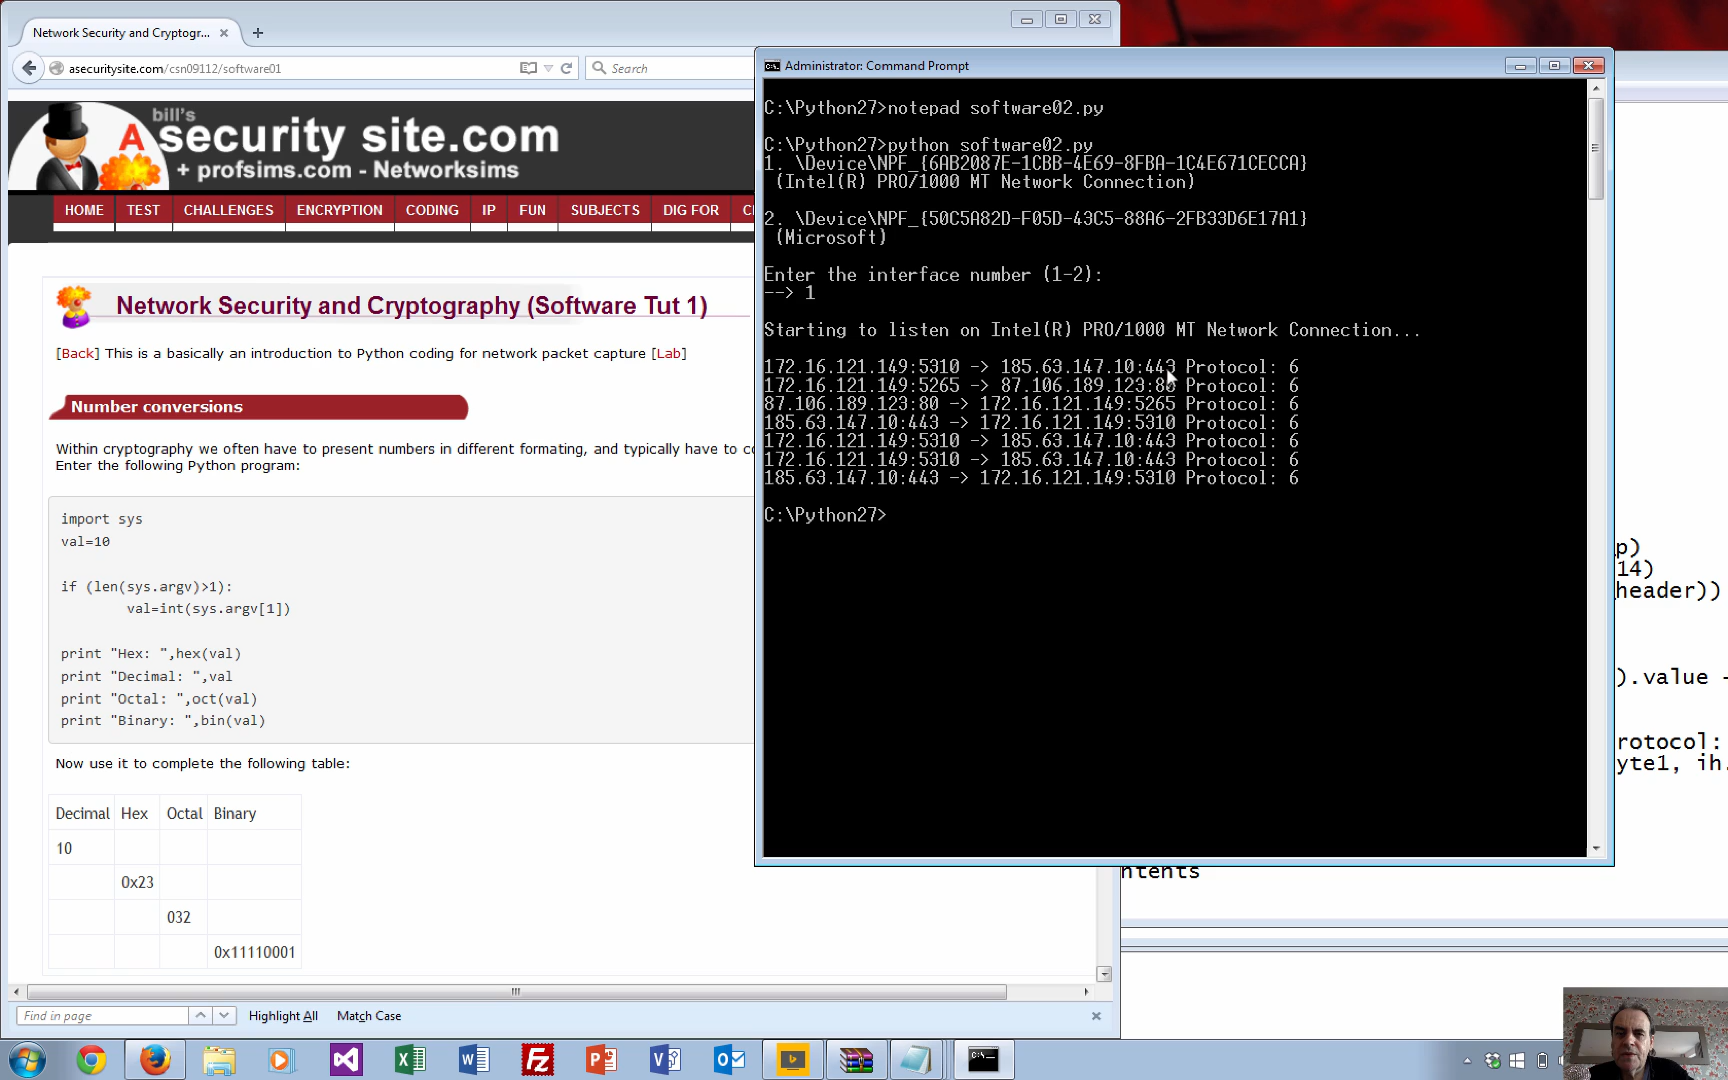 Network Security and Cryptogr...
asecuritysite.com/csn09112/software01
Search
bill's
A security site.com
+ profsims.com - Networksims
HOME TEST CHALLENGES ENCRYPTION CODING IP FUN SUBJECTS DIG FOR
Network Security and Cryptography (Software Tut 1)
[Back] This is a basically an introduction to Python coding for network packet capture [Lab]
Number conversions
Within cryptography we often have to present numbers in different formating, and typically have to
Enter the following Python program:
import sys
val=10
if (len(sys.argv)>1):
val=int(sys.argv[1])
print "Hex: ",hex(val)
print "Decimal: ",val
print "Octal: ",oct(val)
print "Binary: ",bin(val)
Now use it to complete the following table:
Decimal Hex Octal Binary
10
0x23
032
0x11110001
Find in page
Highlight All
Match Case
Administrator: Command Prompt
C:\Python27>notepad software02.py
C:\Python27>python software02.py
1. \Device\NPF_{6AB2087E-1CBB-4E69-8FBA-1C4E671CECCA}
(Intel(R) PRO/1000 MT Network Connection)
2. \Device\NPF_{50C5A82D-F05D-43C5-88A6-2FB33D6E17A1}
(Microsoft)
Enter the interface number (1-2):
--> 1
Starting to listen on Intel(R) PRO/1000 MT Network Connection...
172.16.121.149:5310 -> 185.63.147.10:443 Protocol: 6
172.16.121.149:5265 -> 87.106.189.123:80 Protocol: 6
87.106.189.123:80 -> 172.16.121.149:5265 Protocol: 6
185.63.147.10:443 -> 172.16.121.149:5310 Protocol: 6
172.16.121.149:5310 -> 185.63.147.10:443 Protocol: 6
172.16.121.149:5310 -> 185.63.147.10:443 Protocol: 6
185.63.147.10:443 -> 172.16.121.149:5310 Protocol: 6
C:\Python27>
p)
14)
header))
).value -
rotocol:
yte1, ih.
ntents